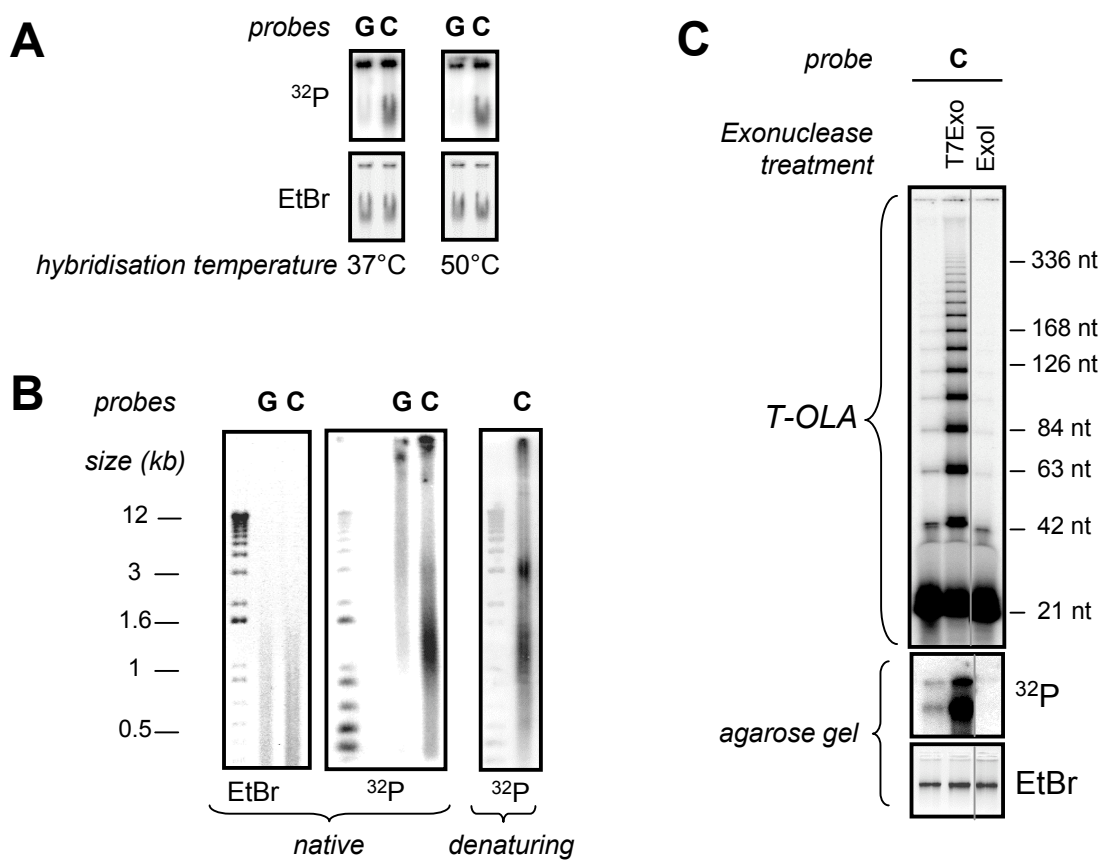 A
probes G C G C
32P
EtBr
hybridisation temperature 37°C 50°C
B
probes G C G C C
size (kb)
12
3
1.6
1
0.5
EtBr 32P 32P
native denaturing
C
probe C
Exonuclease
treatment
T7Exo
ExoI
T-OLA
336 nt
168 nt
126 nt
84 nt
63 nt
42 nt
21 nt
agarose gel
32P
EtBr